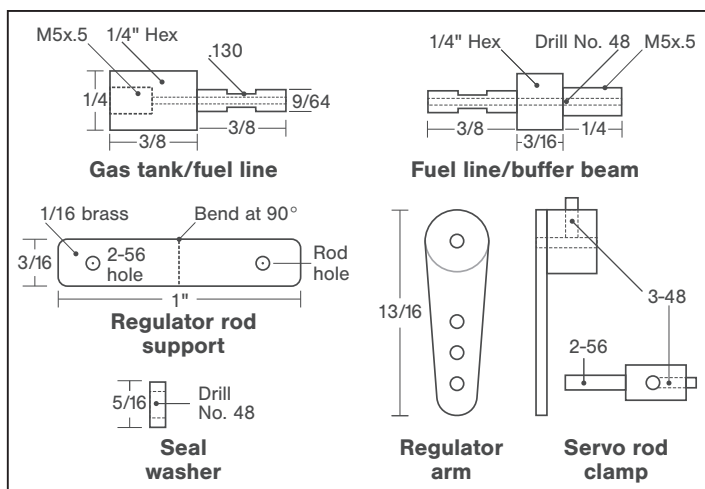 M5x.5
1/4" Hex
.130
1/4
9/64
3/8
3/8
Gas tank/fuel line
1/4" Hex
Drill No. 48
M5x.5
3/8
3/16
1/4
Fuel line/buffer beam
1/16 brass
Bend at 90°
3/16
2-56
hole
Rod
hole
1"
Regulator rod
support
5/16
Drill
No. 48
Seal
washer
13/16
Regulator
arm
3-48
2-56
Servo rod
clamp